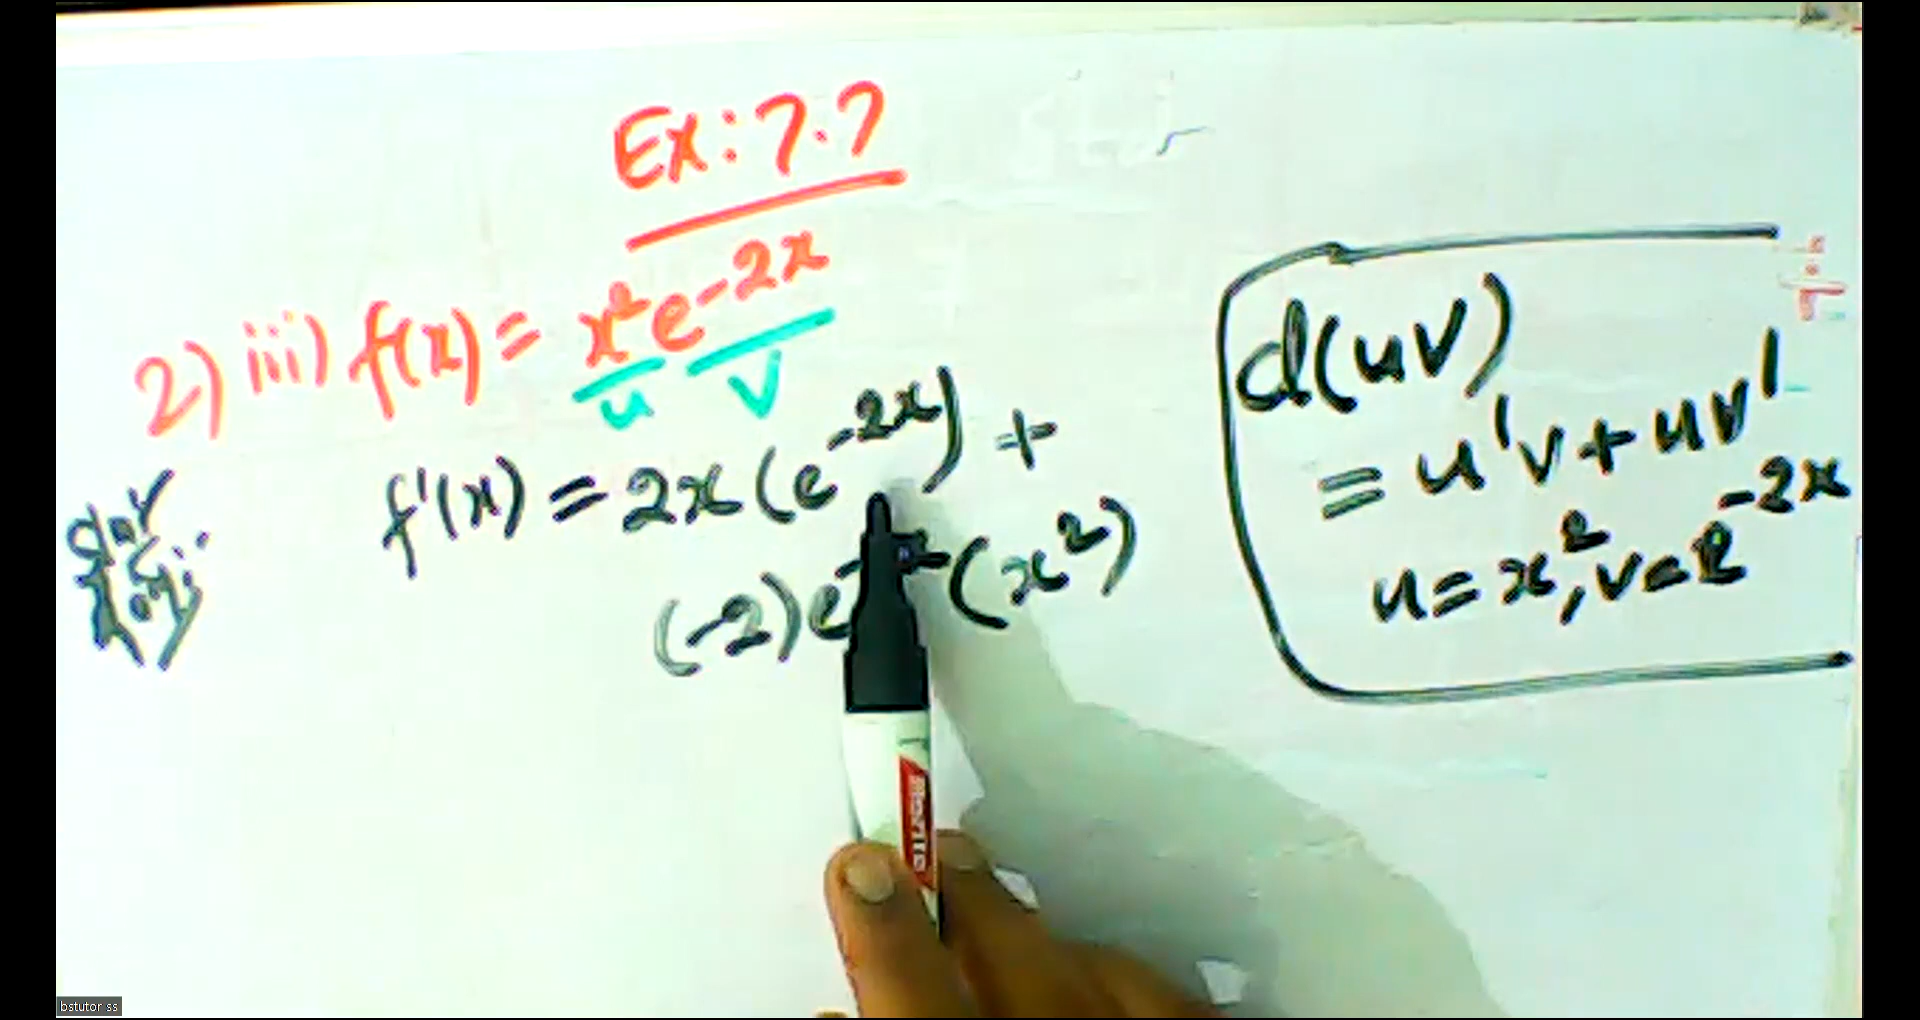 Ex: 7.7
2) iii) f(x) = x²e^-2x
u v
f'(x) = 2x(e^-2x) +
(-2)e (x²)
d(uv)
= u'v + uv'
u = x², v = e^-2x
bstutor ss